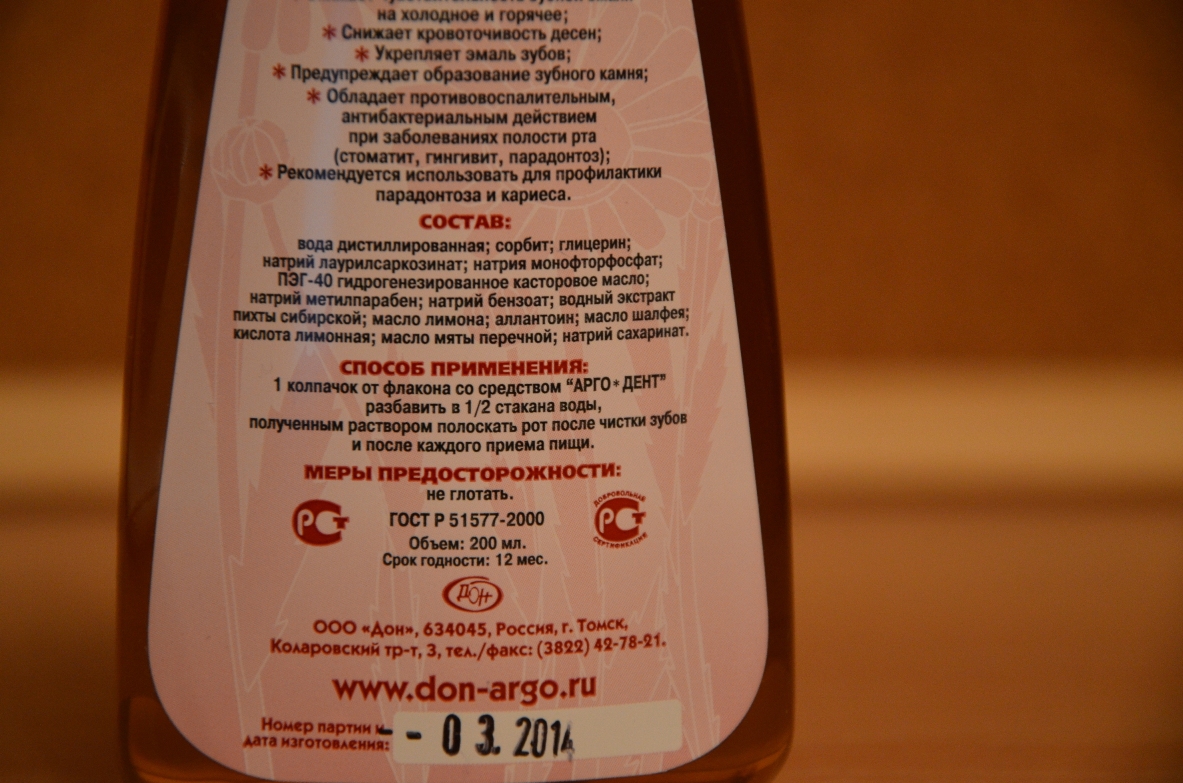 на холодное и горячее;
* Снижает кровоточивость десен;
* Укрепляет эмаль зубов;
* Предупреждает образование зубного камня;
* Обладает противовоспалительным,
антибактериальным действием
при заболеваниях полости рта
(стоматит, гингивит, парадонтоз);
* Рекомендуется использовать для профилактики
парадонтоза и кариеса.
СОСТАВ:
вода дистиллированная; сорбит; глицерин;
натрий лаурилсаркозинат; натрия монофторфосфат;
ПЭГ-40 гидрогенезированное касторовое масло;
натрий метилпарабен; натрий бензоат; водный экстракт
пихты сибирской; масло лимона; аллантоин; масло шалфея;
кислота лимонная; масло мяты перечной; натрий сахаринат.
СПОСОБ ПРИМЕНЕНИЯ:
1 колпачок от флакона со средством "АРГО*ДЕНТ"
разбавить в 1/2 стакана воды,
полученным раствором полоскать рот после чистки зубов
и после каждого приема пищи.
МЕРЫ ПРЕДОСТОРОЖНОСТИ:
не глотать.
РСТ
ГОСТ Р 51577-2000
ДОБРОВОЛЬНАЯ
РСТ
СЕРТИФИКАЦИЯ
Объем: 200 мл.
Срок годности: 12 мес.
ДОН
ООО «Дон», 634045, Россия, г. Томск,
Коларовский тр-т, 3, тел./факс: (3822) 42-78-21.
www.don-argo.ru
Номер партии и
дата изготовления:
- 03. 2014